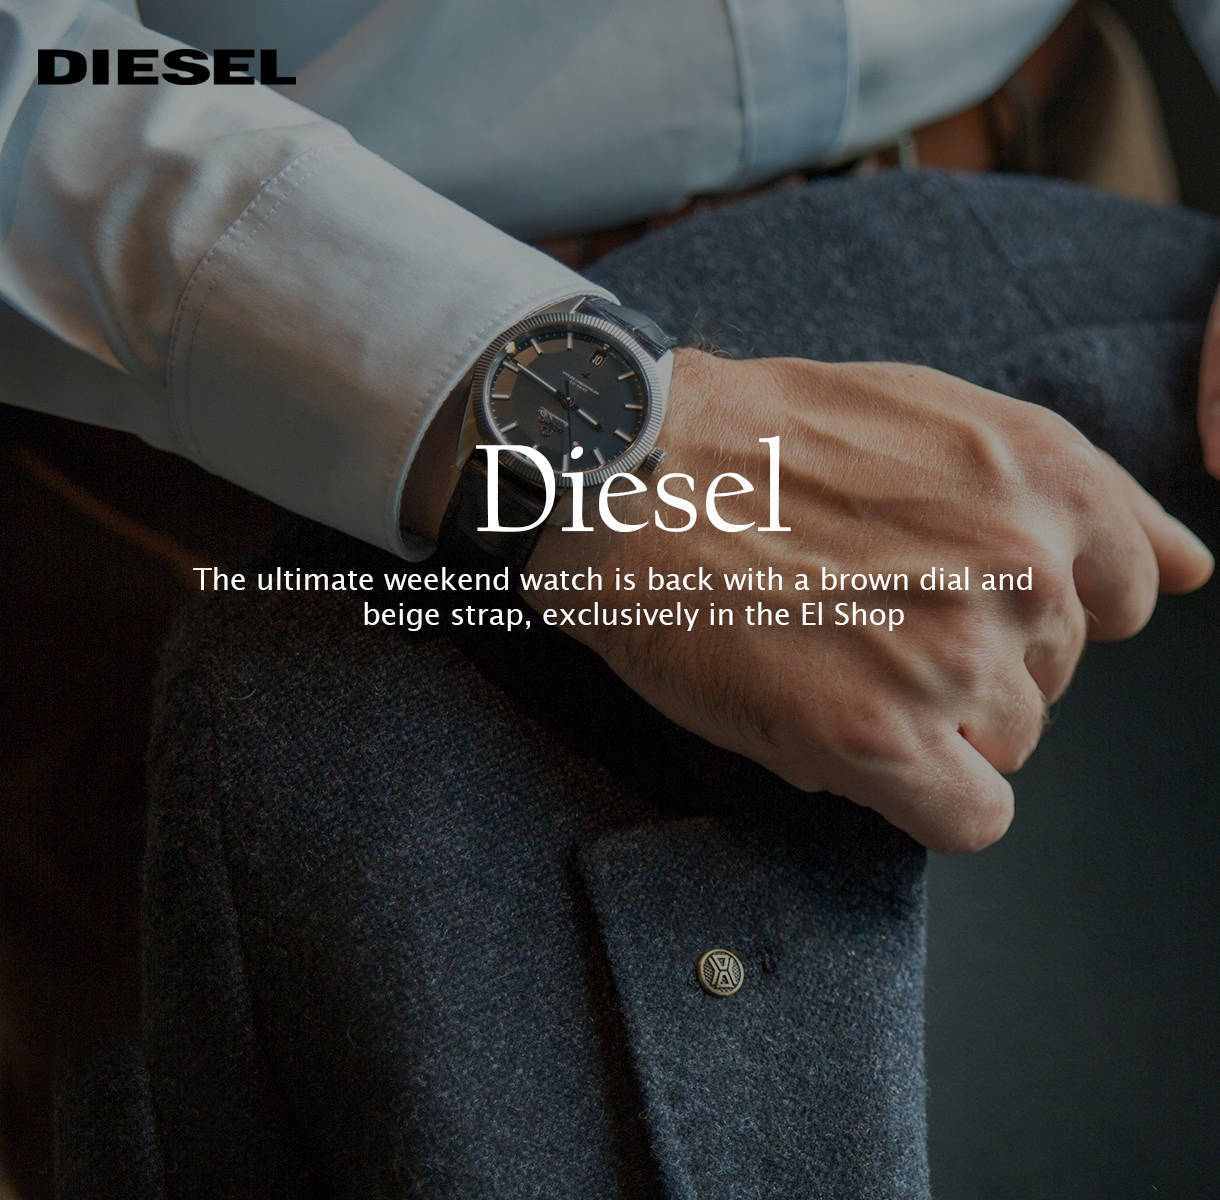 DIESEL
10
Diesel
The ultimate weekend watch is back with a brown dial and
beige strap, exclusively in the El Shop